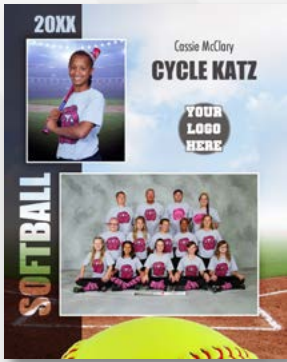 20XX
Cassie McClary
CYCLE KATZ
YOUR
LOGO
HERE
SOFTBALL